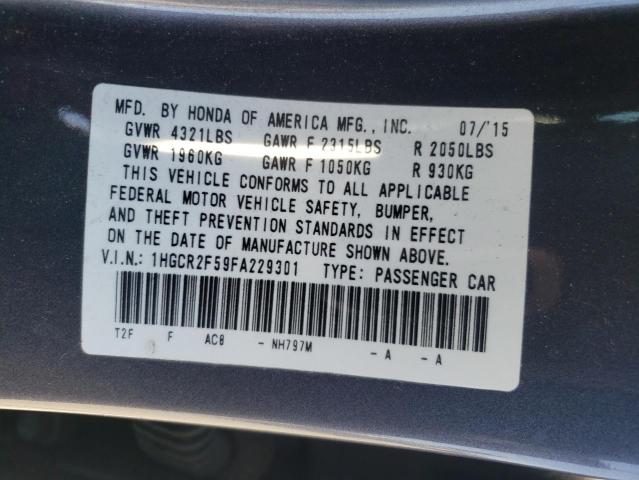 MFD. BY HONDA OF AMERICA MFG., INC. 07/'15
GVWR 4321LBS GAWR F 2315LBS R 2050LBS
GVWR 1960KG GAWR F 1050KG R 930KG
THIS VEHICLE CONFORMS TO ALL APPLICABLE
FEDERAL MOTOR VEHICLE SAFETY, BUMPER,
AND THEFT PREVENTION STANDARDS IN EFFECT
ON THE DATE OF MANUFACTURE SHOWN ABOVE.
V.I.N.: 1HGCR2F59FA229301 TYPE: PASSENGER CAR
T2F F AC0 - NH797M - A - A